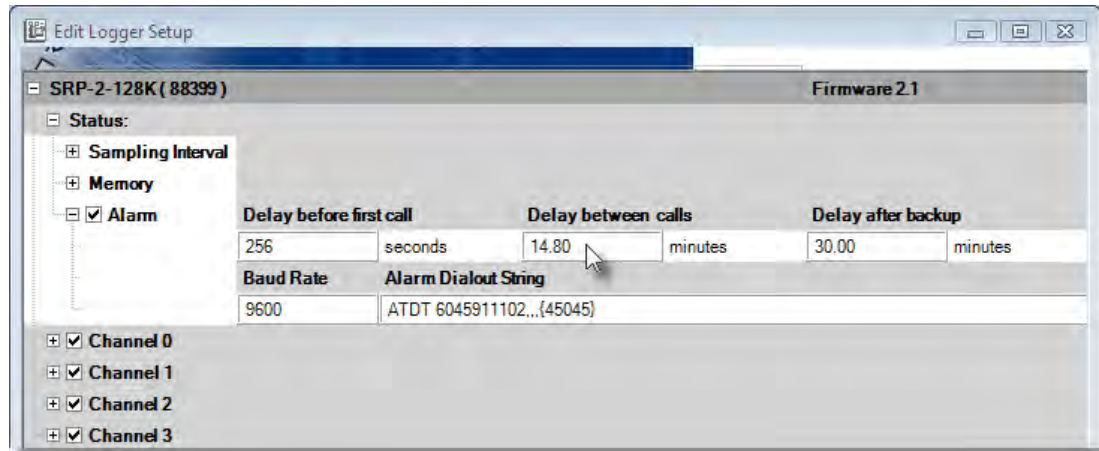 Edit Logger Setup
SRP-2-128K ( 88399 ) Firmware 2.1
Status:
Sampling Interval
Memory
Alarm Delay before first call Delay between calls Delay after backup
256 seconds 14.80 minutes 30.00 minutes
Baud Rate Alarm Dialout String
9600 ATDT 6045911102,,,{45045}
Channel 0
Channel 1
Channel 2
Channel 3